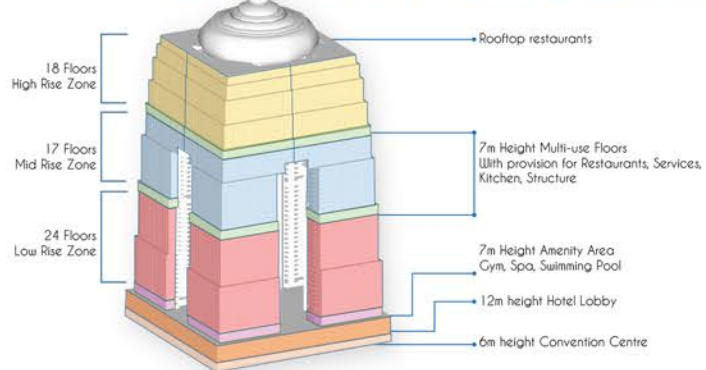 Rooftop restaurants
18 Floors
High Rise Zone
17 Floors
Mid Rise Zone
7m Height Multi-use Floors
With provision for Restaurants, Services,
Kitchen, Structure
24 Floors
Low Rise Zone
7m Height Amenity Area
Gym, Spa, Swimming Pool
12m height Hotel Lobby
6m height Convention Centre